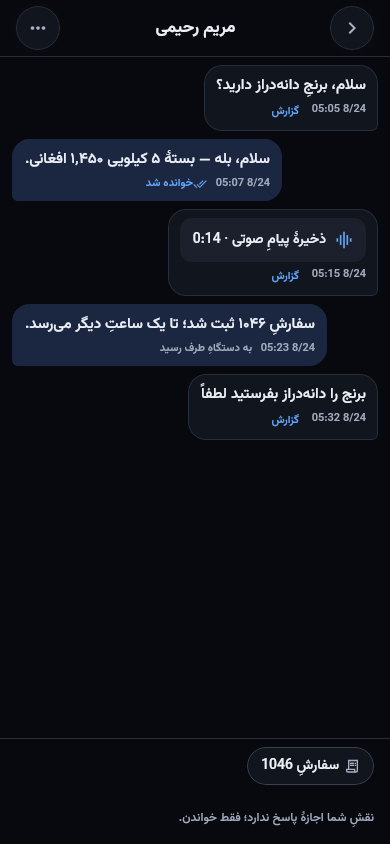 مریم رحیمی
سلام، برنجِ دانه‌دراز دارید؟
8/24 05:05 گزارش
سلام، بله — بستهٔ ۵ کیلویی ۱,۴۵۰ افغانی.
8/24 05:07 خوانده شد
ذخیرهٔ پیامِ صوتی · 0:14
8/24 05:15 گزارش
سفارشِ ۱۰۴۶ ثبت شد؛ تا یک ساعتِ دیگر می‌رسد.
8/24 05:23 به دستگاهِ طرف رسید
برنج را دانه‌دراز بفرستید لطفاً
8/24 05:32 گزارش
سفارشِ 1046
نقشِ شما اجازهٔ پاسخ ندارد؛ فقط خواندن.